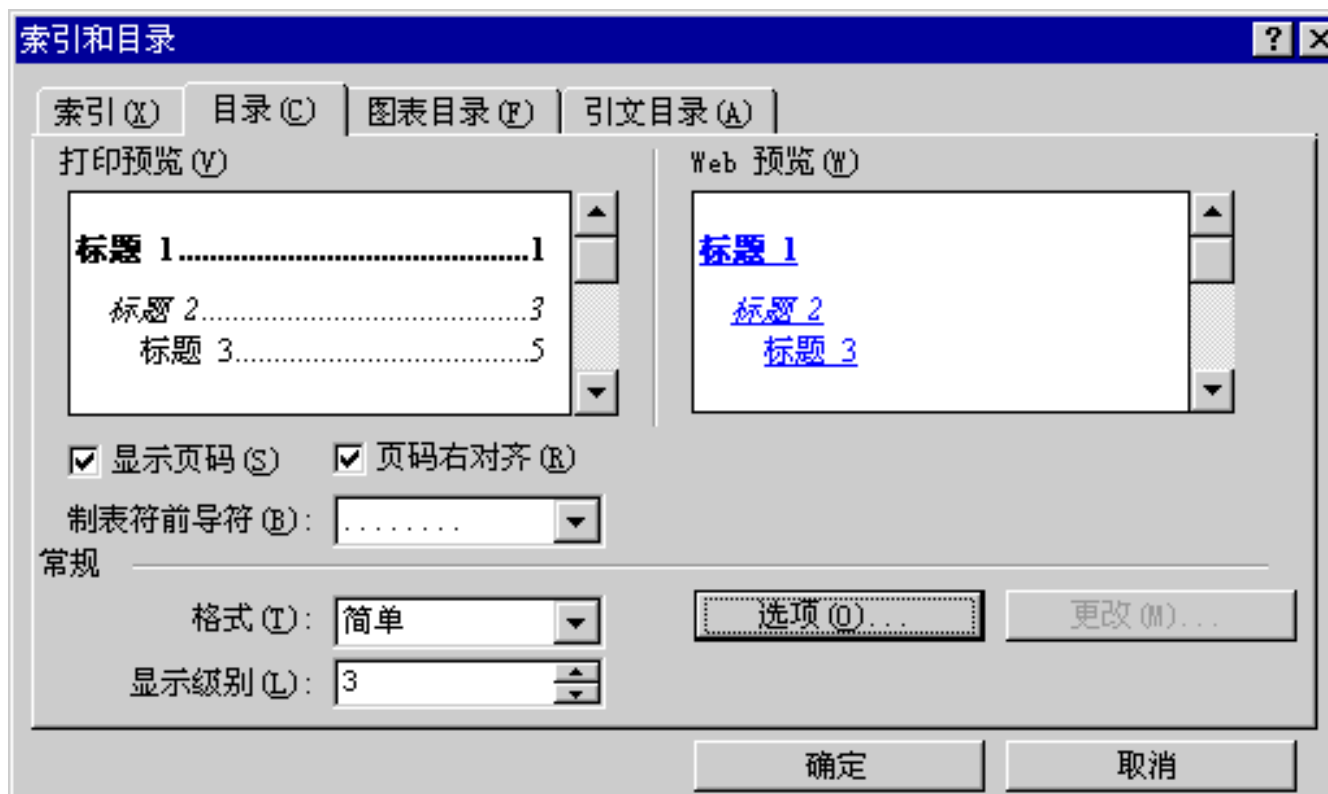 索引和目录
索引(X) 目录(C) 图表目录(F) 引文目录(A)
打印预览(V) Web 预览(W)
标题 1..............................................1 标题 1
标题 2..........................................3 标题 2
标题 3......................................5 标题 3
显示页码(S) 页码右对齐(R)
制表符前导符(B): ........
常规
格式(T): 简单 选项(O)... 更改(M)...
显示级别(L): 3
确定 取消